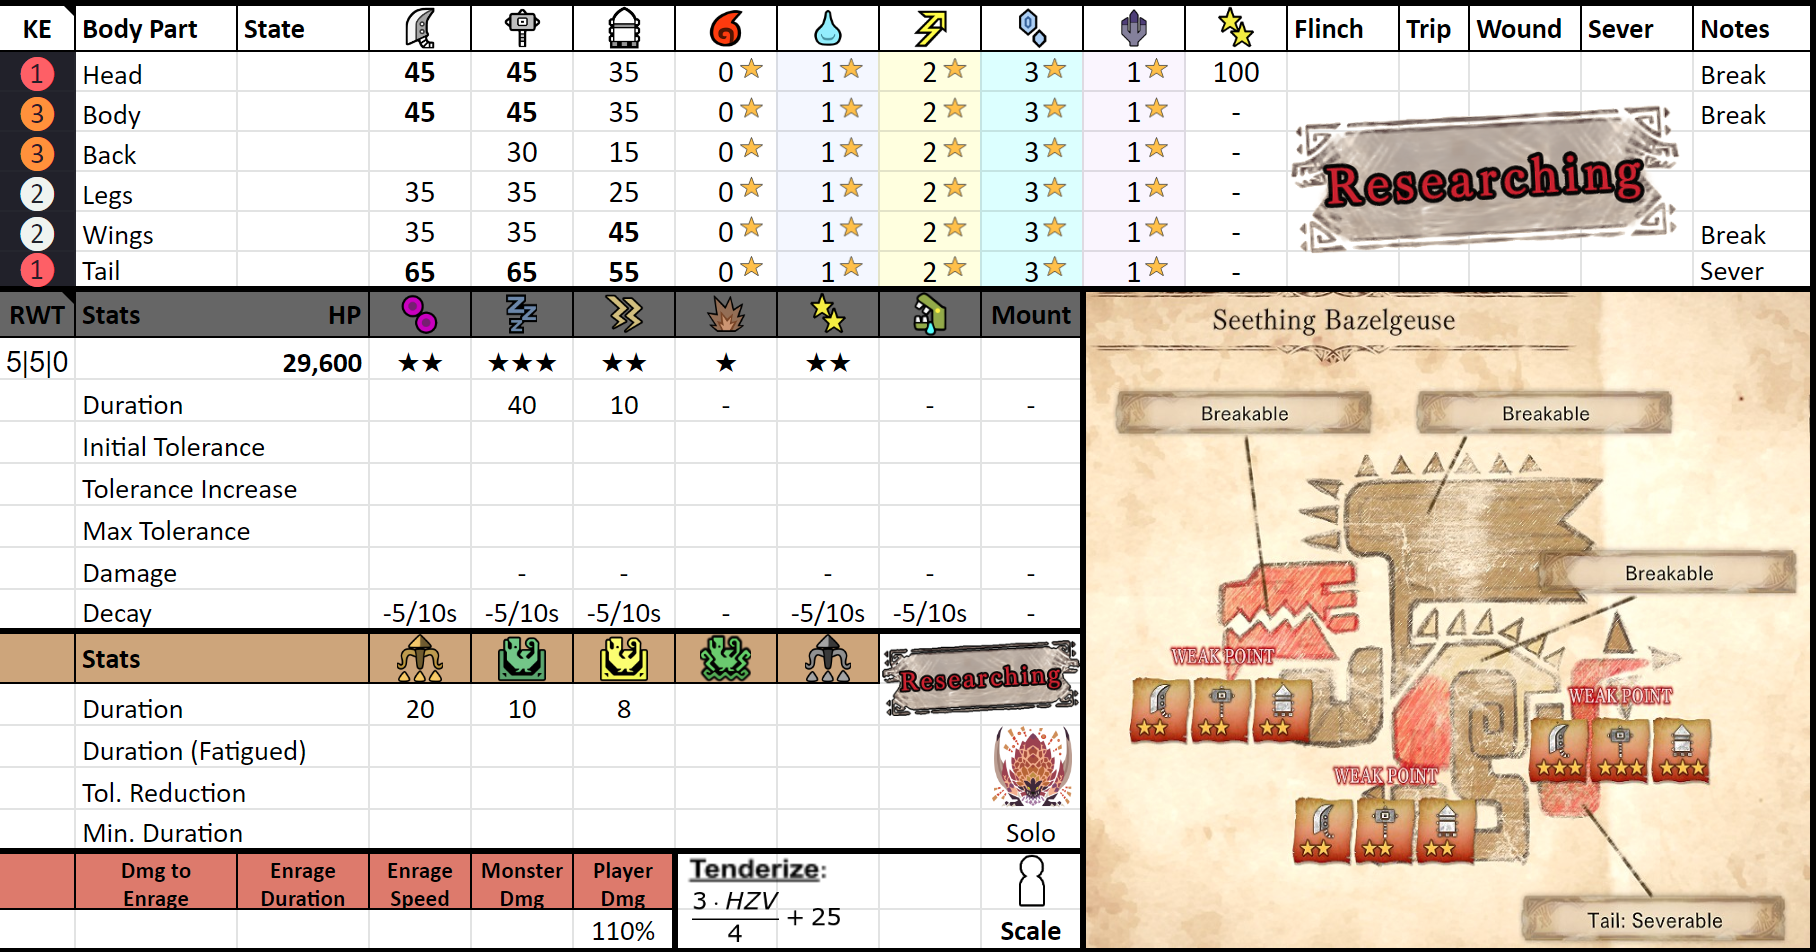 KE Body Part State Flinch Trip Wound Sever Notes
1 Head 45 45 35 0 1 2 3 1 100 Break
3 Body 45 45 35 0 1 2 3 1 - Break
3 Back 30 15 0 1 2 3 1 -
2 Legs 35 35 25 0 1 2 3 1 -
2 Wings 35 35 45 0 1 2 3 1 - Break
1 Tail 65 65 55 0 1 2 3 1 - Sever
Researching
RWT Stats HP Mount
5|5|0 29,600 ★★ ★★★ ★★ ★ ★★
Duration 40 10 - - -
Initial Tolerance
Tolerance Increase
Max Tolerance
Damage - - - - -
Decay -5/10s -5/10s -5/10s - -5/10s -5/10s -
Stats
Researching
Duration 20 10 8
Duration (Fatigued)
Tol. Reduction
Min. Duration Solo
Dmg to Enrage Enrage Monster Player
Enrage Duration Speed Dmg Dmg
110%
Tenderize:
3 · HZV
4
+ 25
Scale
Seething Bazelgeuse
Breakable
Breakable
Breakable
WEAK POINT
WEAK POINT
WEAK POINT
Tail: Severable